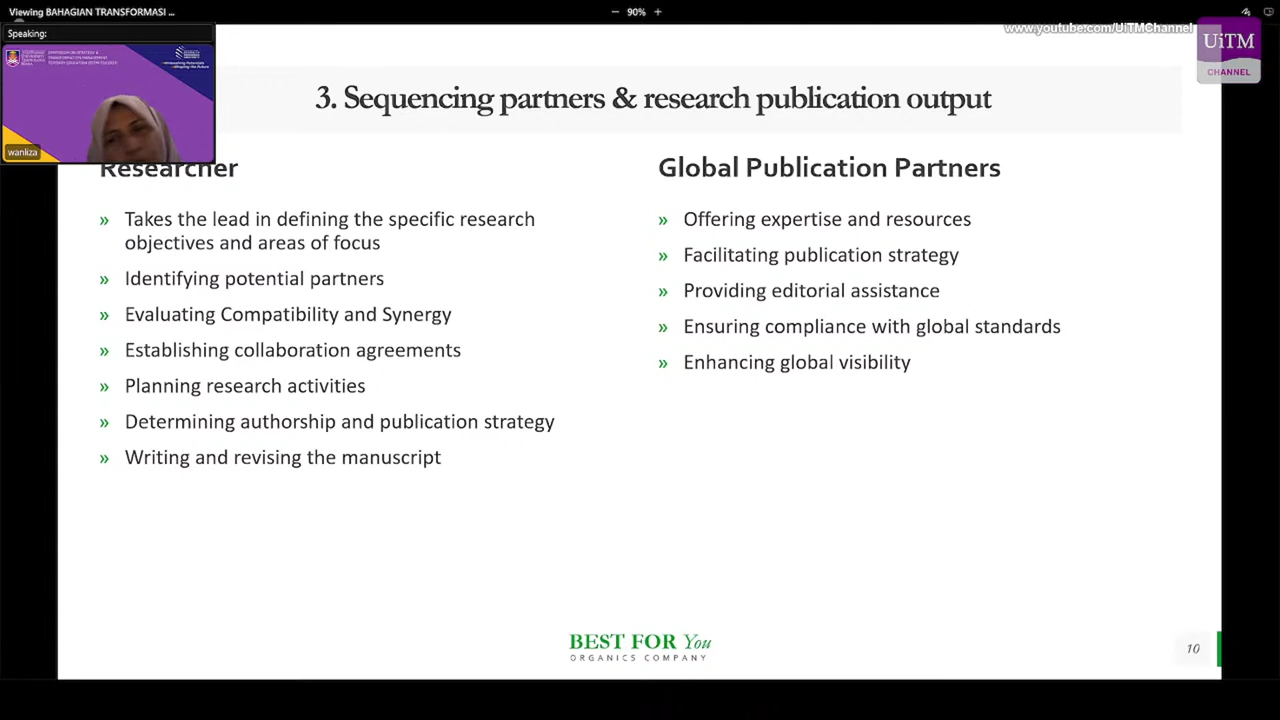 Viewing BAHAGIAN TRANSFORMASI ...
90%
Speaking:
www.youtube.com/UiTMChannel
UiTM
CHANNEL
wanliza
3. Sequencing partners & research publication output
Researcher
» Takes the lead in defining the specific research
objectives and areas of focus
» Identifying potential partners
» Evaluating Compatibility and Synergy
» Establishing collaboration agreements
» Planning research activities
» Determining authorship and publication strategy
» Writing and revising the manuscript
Global Publication Partners
» Offering expertise and resources
» Facilitating publication strategy
» Providing editorial assistance
» Ensuring compliance with global standards
» Enhancing global visibility
BEST FOR You
ORGANICS COMPANY
10